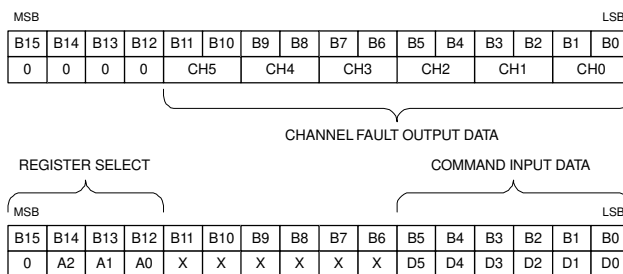 MSB LSB
B15 B14 B13 B12 B11 B10 B9 B8 B7 B6 B5 B4 B3 B2 B1 B0
0 0 0 0 CH5 CH4 CH3 CH2 CH1 CH0
CHANNEL FAULT OUTPUT DATA
REGISTER SELECT COMMAND INPUT DATA
MSB LSB
B15 B14 B13 B12 B11 B10 B9 B8 B7 B6 B5 B4 B3 B2 B1 B0
0 A2 A1 A0 X X X X X X D5 D4 D3 D2 D1 D0